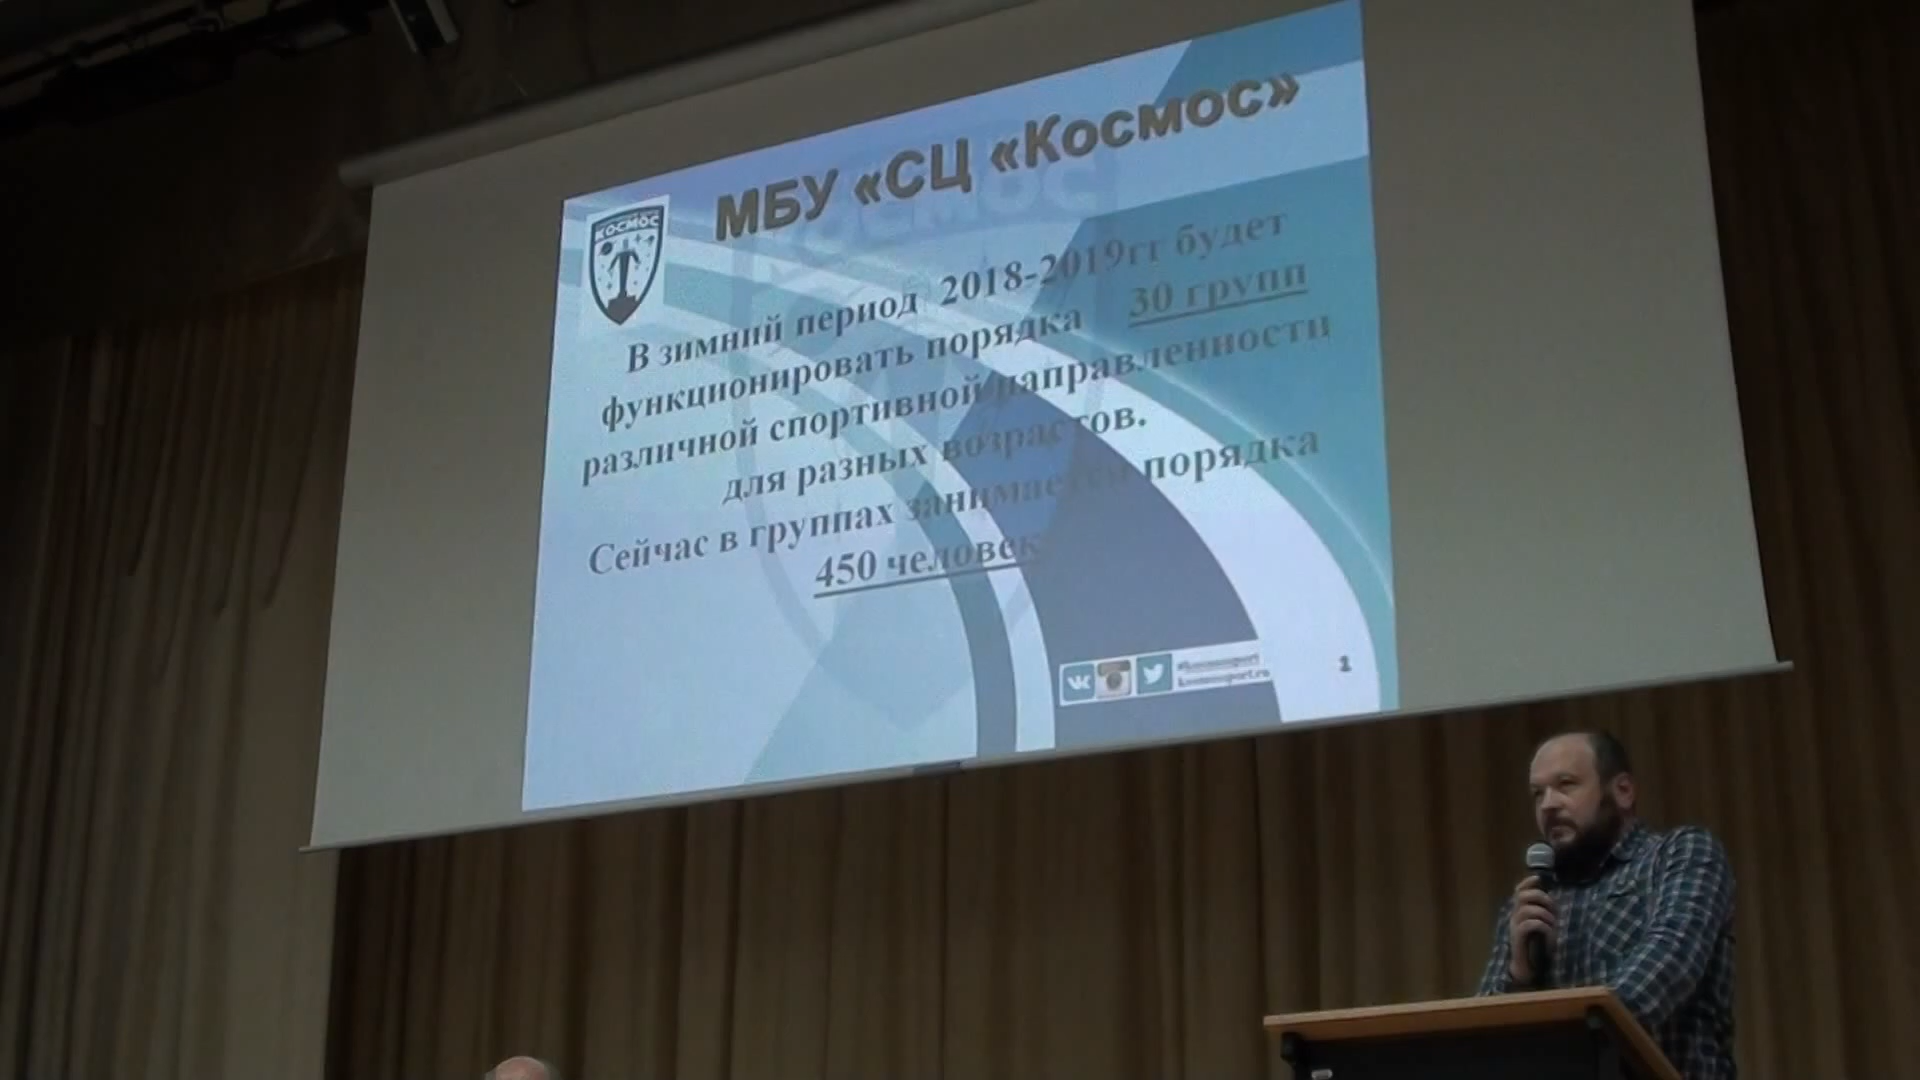 МБУ «СЦ «Космос»
КОСМОС
В зимний период 2018-2019гг будет
функционировать порядка 30 групп
различной спортивной направленности
для разных возрастов.
Сейчас в группах занимается порядка
450 человек